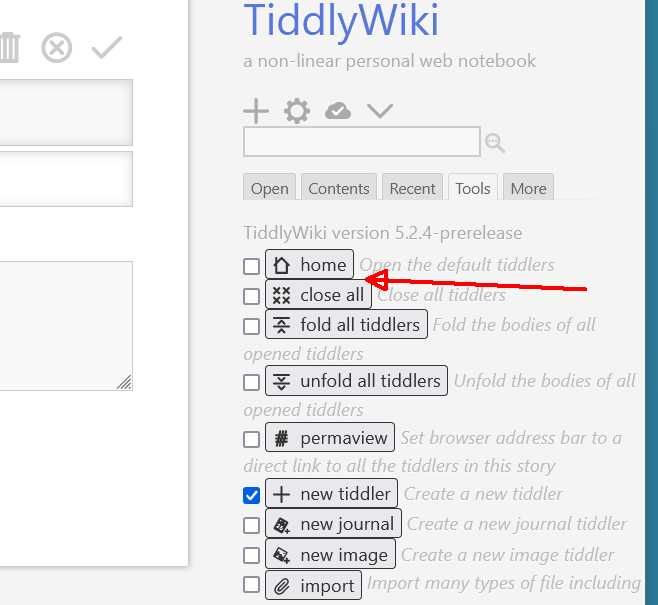 TiddlyWiki
a non-linear personal web notebook
Open Contents Recent Tools More
TiddlyWiki version 5.2.4-prerelease
home Open the default tiddlers
close all Close all tiddlers
fold all tiddlers Fold the bodies of all
opened tiddlers
unfold all tiddlers Unfold the bodies of all
opened tiddlers
permaview Set browser address bar to a
direct link to all the tiddlers in this story
new tiddler Create a new tiddler
new journal Create a new journal tiddler
new image Create a new image tiddler
import Import many types of file including